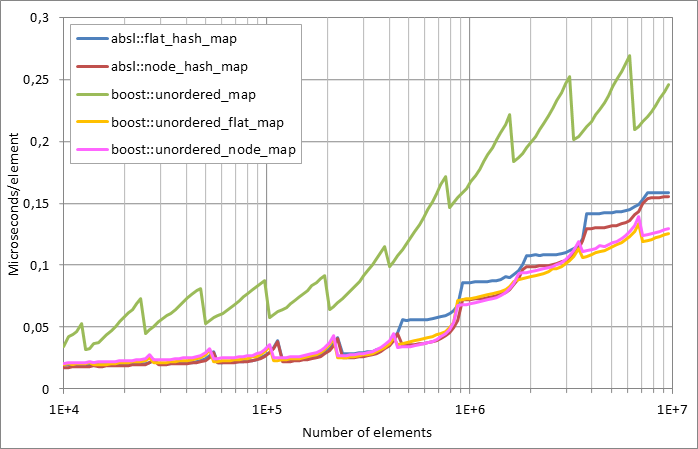 0,3
0,25
0,2
0,15
0,1
0,05
0
Microseconds/element
absl::flat_hash_map
absl::node_hash_map
boost::unordered_map
boost::unordered_flat_map
boost::unordered_node_map
1E+4
1E+5
1E+6
1E+7
Number of elements